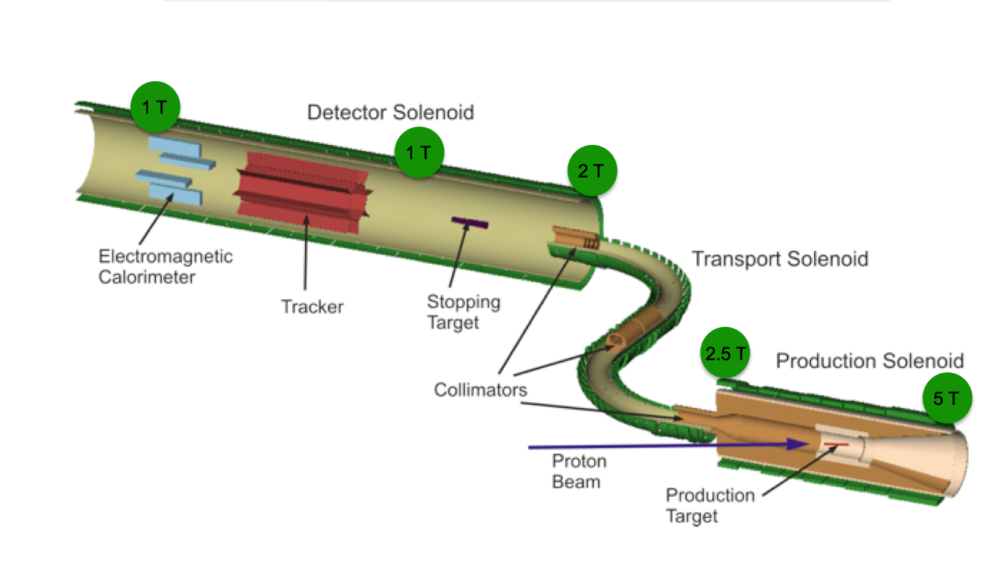 1 T
Detector Solenoid
1 T
2 T
Electromagnetic
Calorimeter
Tracker
Stopping
Target
Transport Solenoid
Collimators
2.5 T
Production Solenoid
5 T
Proton
Beam
Production
Target